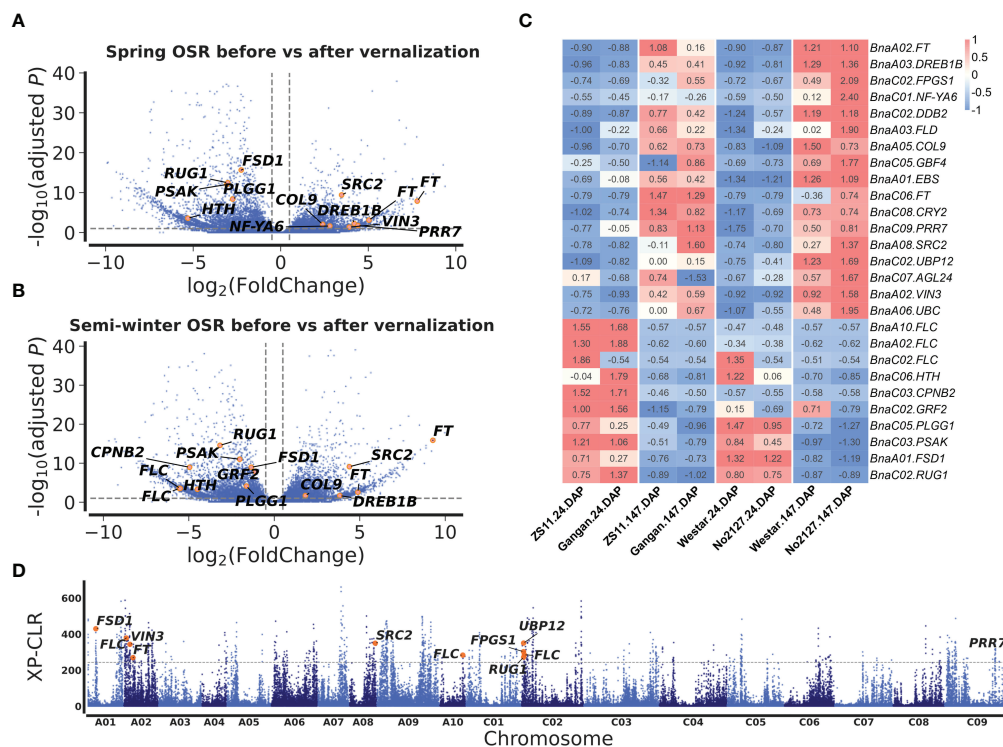 A
Spring OSR before vs after vernalization
-log10(adjusted P)
40
30
20
10
0
FSD1
RUG1
PSAK
PLGG1
HTH
SRC2
FT
FT
COL9
DREB1B
NF-YA6
VIN3
PRR7
−10
−5
0
5
10
log2(FoldChange)
B
Semi-winter OSR before vs after vernalization
-log10(adjusted P)
40
30
20
10
0
RUG1
CPNB2
PSAK
FSD1
FLC
HTH
GRF2
FLC
PLGG1
FT
SRC2
COL9
FT
DREB1B
−10
−5
0
5
10
log2(FoldChange)
C
-0.90 -0.88 1.08 0.16 -0.90 -0.87 1.21 1.10 BnaA02.FT
-0.96 -0.83 0.45 0.41 -0.92 -0.81 1.29 1.36 BnaA03.DREB1B
-0.74 -0.69 -0.32 0.55 -0.72 -0.67 0.49 2.09 BnaC02.FPGS1
-0.55 -0.45 -0.17 -0.26 -0.59 -0.50 0.12 2.40 BnaC01.NF-YA6
-0.89 -0.87 0.77 0.42 -1.24 -0.57 1.19 1.18 BnaC02.DDB2
-1.00 -0.22 0.66 0.22 -1.34 -0.24 0.02 1.90 BnaA03.FLD
-0.96 -0.70 0.62 0.73 -0.83 -1.09 1.50 0.73 BnaA05.COL9
-0.25 -0.50 -1.14 0.86 -0.69 -0.73 0.69 1.77 BnaC05.GBF4
-0.69 -0.08 0.56 0.42 -1.34 -1.21 1.26 1.09 BnaA01.EBS
-0.79 -0.79 1.47 1.29 -0.79 -0.79 -0.36 0.74 BnaC06.FT
-1.02 -0.74 1.34 0.82 -1.17 -0.69 0.73 0.74 BnaC08.CRY2
-0.77 -0.05 0.83 1.13 -1.75 -0.80 0.67 0.75 BnaC09.PRR7
-0.78 -0.82 -0.11 1.60 -0.74 -0.80 0.27 1.37 BnaA08.SRC2
-1.09 -0.82 0.00 0.15 -0.42 -0.75 1.23 1.69 BnaC02.UBP12
0.17 -0.68 0.74 -1.53 -0.67 -0.28 0.57 1.67 BnaC07.AGL24
-0.75 -0.93 0.42 0.59 -0.92 -0.92 0.92 1.58 BnaA02.VIN3
-0.72 -0.76 0.00 0.67 -1.07 -0.55 0.48 1.95 BnaA06.UBC
1.55 1.68 -0.57 -0.57 -0.47 -0.48 -0.57 -0.57 BnaA10.FLC
1.30 1.88 -0.62 -0.60 -0.34 -0.38 -0.62 -0.62 BnaA02.FLC
1.86 -0.54 -0.54 -0.54 1.35 -0.54 -0.51 -0.54 BnaC02.FLC
-0.04 1.79 -0.68 -0.81 1.22 0.06 -0.70 -0.85 BnaC06.HTH
1.52 1.71 -0.46 -0.50 -0.57 -0.55 -0.58 -0.58 BnaC03.CPNB2
1.00 1.56 -1.15 -0.79 0.15 -0.69 0.71 -0.79 BnaC02.GRF2
0.77 0.25 -0.49 -0.96 1.47 0.95 -0.72 -1.27 BnaC05.PLGG1
1.21 1.06 -0.51 -0.79 0.84 0.45 -0.97 -1.30 BnaC03.PSAK
0.71 0.27 -0.76 -0.73 1.32 1.22 -0.82 -1.19 BnaA01.FSD1
0.75 1.37 -0.89 -1.02 0.80 0.75 -0.87 -0.89 BnaC02.RUG1
ZS11.24.DAP
Gangan.24.DAP
ZS11.147.DAP
Gangan.147.DAP
Westar.24.DAP
No2127.24.DAP
Westar.147.DAP
No2127.147.DAP
1
0.5
0
-0.5
-1
D
XP-CLR
600
400
200
0
FSD1
FLC
VIN3
FT
SRC2
FLC
FPGS1
UBP12
FLC
RUG1
PRR7
A01 A02 A03 A04 A05 A06 A07 A08 A09 A10 C01 C02 C03 C04 C05 C06 C07 C08 C09
Chromosome